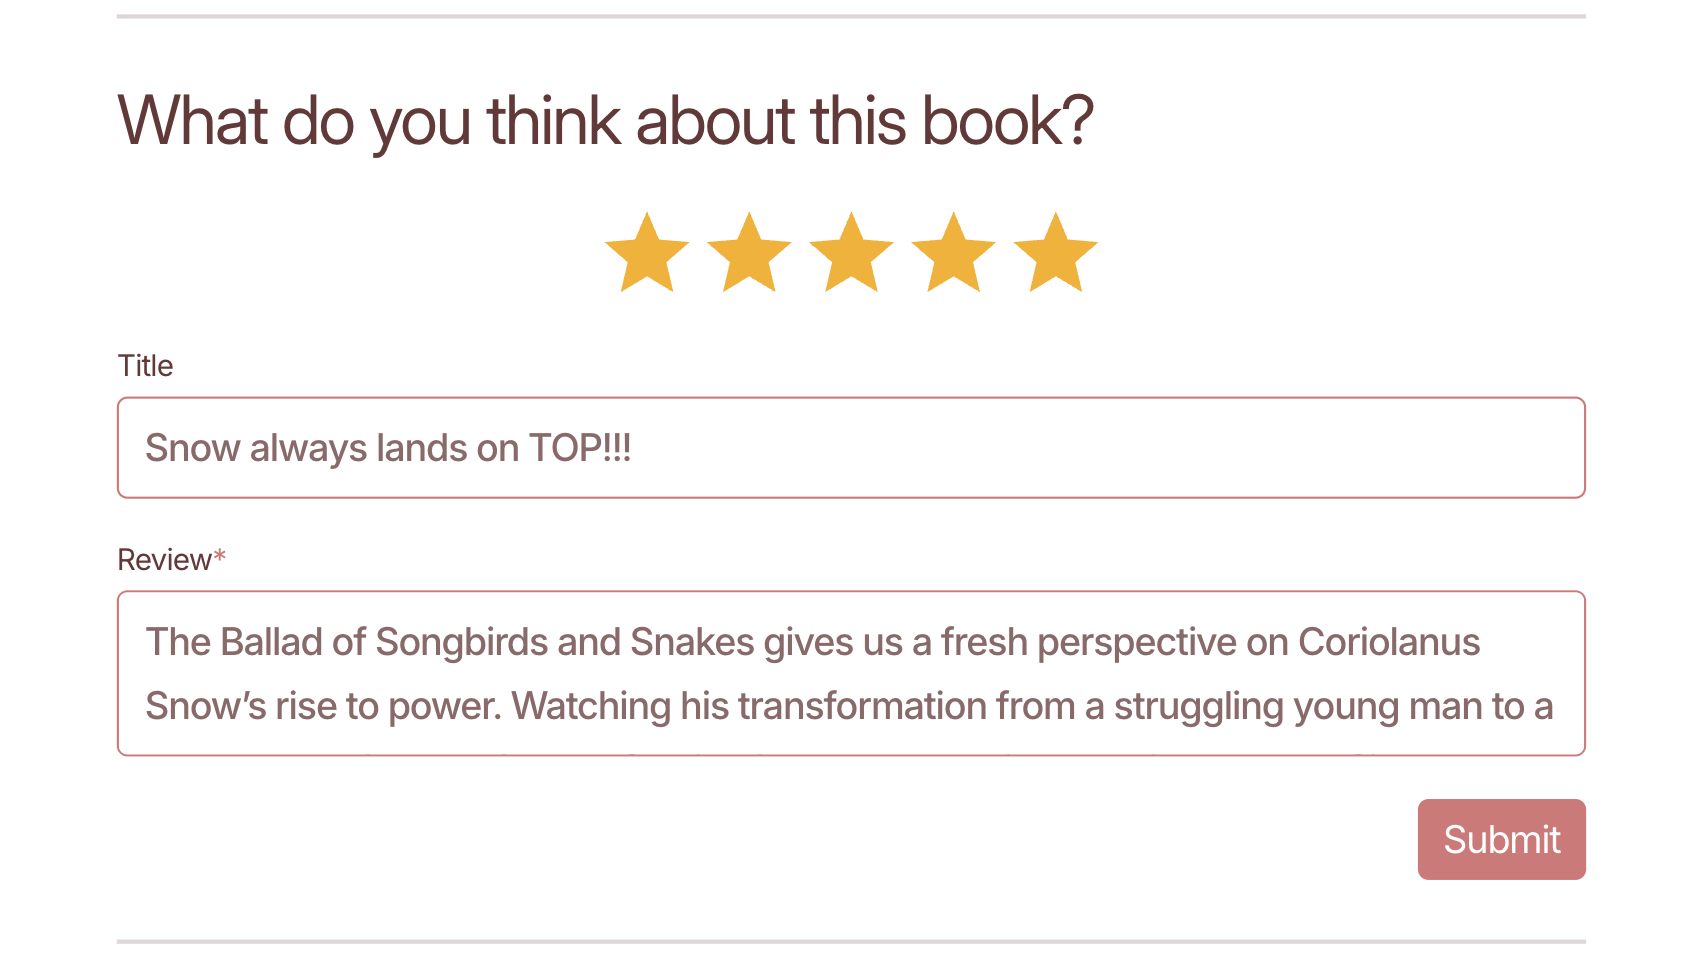 What do you think about this book?
Title
Snow always lands on TOP!!!
Review*
The Ballad of Songbirds and Snakes gives us a fresh perspective on Coriolanus
Snow’s rise to power. Watching his transformation from a struggling young man to a
Submit